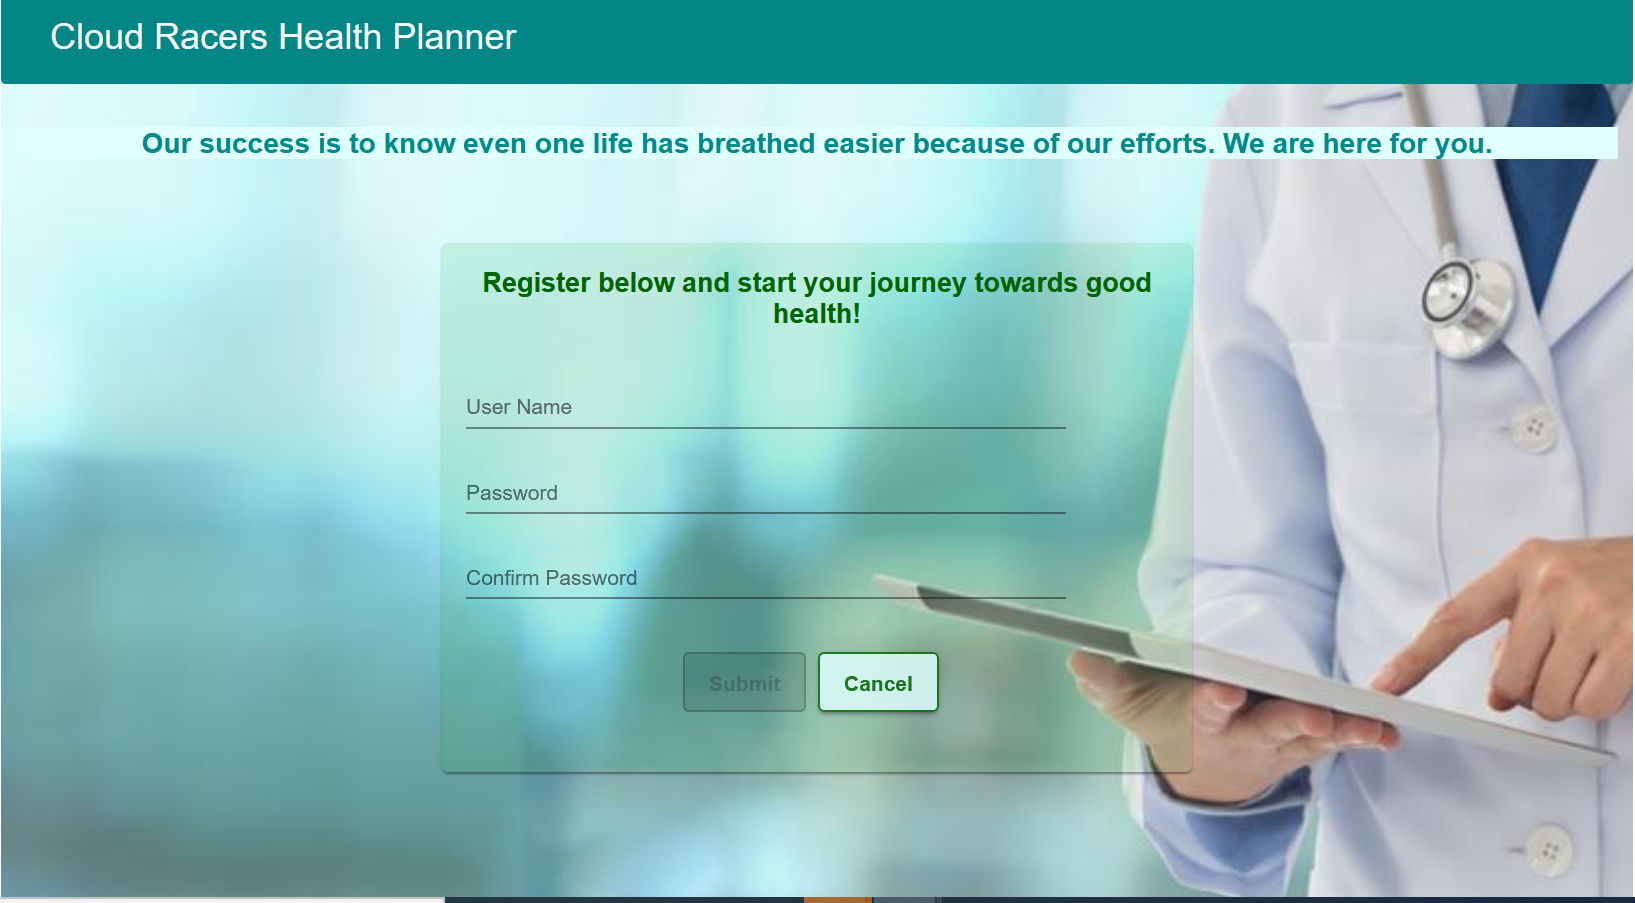 Cloud Racers Health Planner
Our success is to know even one life has breathed easier because of our efforts. We are here for you.
Register below and start your journey towards good
health!
User Name
Password
Confirm Password
Submit
Cancel